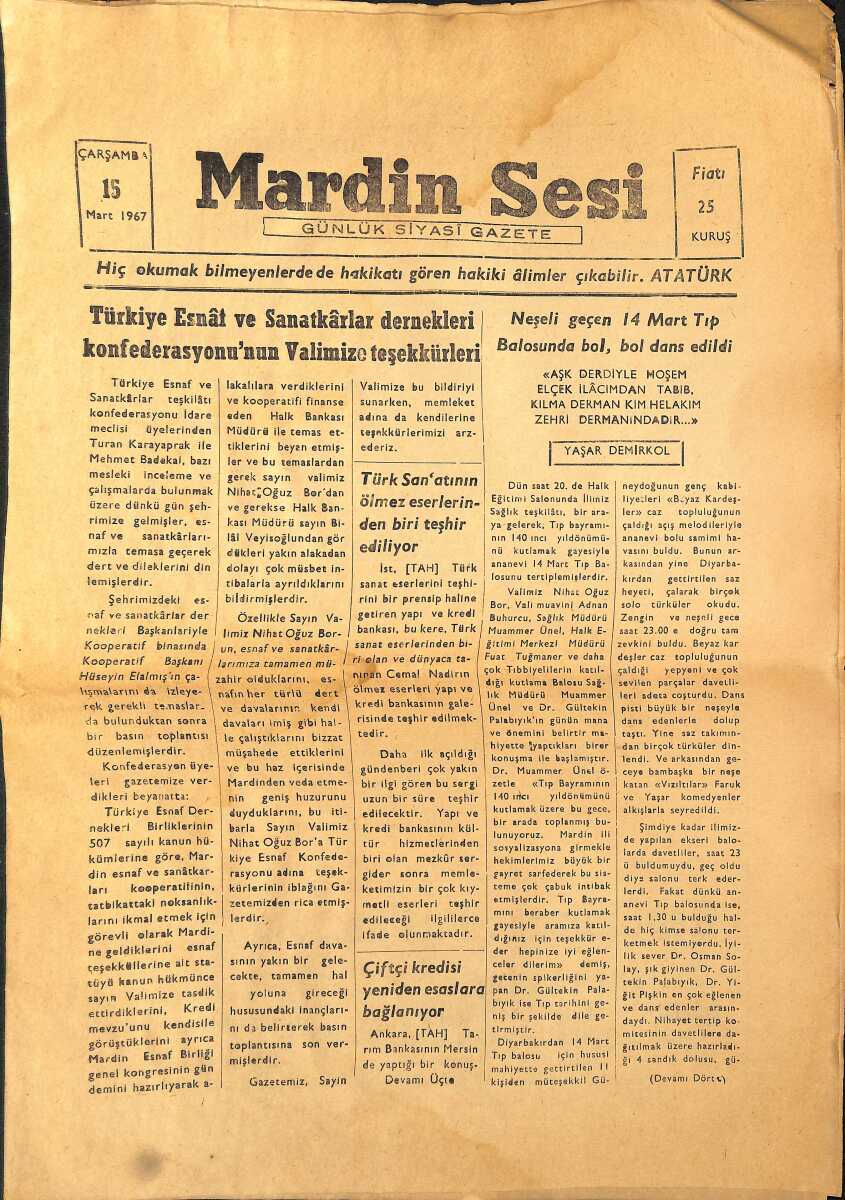 ÇARŞAMBA
15
Mart 1967
Mardin Sesi
GÜNLÜK SİYASİ GAZETE
Fiatı
25
KURUŞ
Hiç okumak bilmeyenlerde de hakikatı gören hakiki âlimler çıkabilir. ATATÜRK
Türkiye Esnâf ve Sanatkârlar dernekleri
konfederasyonu'nun Valimize teşekkürleri
Türkiye Esnaf ve
Sanatkârlar teşkilâtı
konfederasyonu İdare
meclisi üyelerinden
Turan Karayaprak ile
Mehmet Badakal, bazı
mesleki inceleme ve
çalışmalarda bulunmak
üzere dünkü gün şeh-
rimize gelmişler, es-
naf ve sanatkârları-
mızla temasa geçerek
dert ve dileklerini din
lemişlerdir.
Şehrimizdeki es-
naf ve sanatkârlar der
nekleri Başkanlariyle
Kooperatif binasında
Kooperatif Başkanı
Hüseyin Elalmış'ın ça-
lışmalarını da izleye-
rek gerekli temaslar-
da bulunduktan sonra
bir basın toplantısı
düzenlemişlerdir.
Konfederasyon üye-
leri gazetemize ver-
dikleri beyanatta:
Türkiye Esnaf Der-
nekleri Birliklerinin
507 sayılı kanun hü-
kümlerine göre, Mar-
din esnaf ve sanâtkar-
ları kooperatifinin,
tatbikattaki noksanlık-
larını ikmal etmek için
görevli olarak Mardi-
ne geldiklerini esnaf
teşekküllerine ait sta-
tüyü kanun hükmünce
sayın Valimize tasdik
ettirdiklerini, Kredi
mevzu'unu kendisile
görüştüklerini ayrıca
Mardin Esnaf Birliği
genel kongresinin gün
demini hazırlıyarak a-
lakalılara verdiklerini
ve kooperatifi finanse
eden Halk Bankası
Müdürü ile temas et-
tiklerini beyan etmiş-
ler ve bu temaslardan
gerek sayın valimiz
Nihat Oğuz Bor'dan
ve gerekse Halk Ban-
kası Müdürü sayın Bi-
lâl Veyisoğlundan gör
dükleri yakın alakadan
dolayı çok müsbet in-
tibalarla ayrıldıklarını
bildirmişlerdir.
Özellikle Sayın Va-
limiz Nihat Oğuz Bor-
un, esnaf ve sanatkâr-
larımıza tamamen mü-
zahir olduklarını, es-
nafın her türlü dert
ve davalarının kendi
davaları imiş gibi hal-
le çalıştıklarını bizzat
müşahede ettiklerini
ve bu haz içerisinde
Mardinden veda etme-
nin geniş huzurunu
duyduklarını, bu iti-
barla Sayın Valimiz
Nihat Oğuz Bor'a Tür
kiye Esnaf Konfede-
rasyonu adına teşek-
kürlerinin iblağını Ga-
zetemizden rica etmiş-
lerdir.
Ayrıca, Esnaf dava-
sının yakın bir gele-
cekte, tamamen hal
yoluna gireceği
hususundaki inançları-
nı da belirterek basın
toplantısına son ver-
mişlerdir.
Gazetemiz, Sayin
Valimize bu bildiriyi
sunarken, memleket
adına da kendilerine
teşnkkürlerimizi arz-
ederiz.
Türk San'atının
ölmez eserlerin-
den biri teşhir
ediliyor
İst, [TAH] Türk
sanat eserlerini teşhi-
rini bir prensip haline
getiren yapı ve kredi
bankası, bu kere, Türk
sanat eserlerinden bi-
ri olan ve dünyaca ta-
nınan Cemal Nadirın
ölmez eserleri yapı ve
kredi bankasının gale-
risinde teşhir edilmek-
tedir.
Daha ilk açıldığı
gündenberi çok yakın
bir ilgi gören bu sergi
uzun bir süre teşhir
edilecektir. Yapı ve
kredi bankasının kül-
tür hizmetlerinden
biri olan mezkûr ser-
gider sonra memle-
ketimizin bir çok kıy-
metli eserleri teşhir
edileceği ilgililerce
ifade olunmaktadır.
Çiftçi kredisi
yeniden esaslara
bağlanıyor
Ankara, [TAH] Ta-
rım Bankasının Mersin
de yaptığı bir konuş-
Devamı Üçte
Neşeli geçen 14 Mart Tıp
Balosunda bol, bol dans edildi
«AŞK DERDİYLE HOŞEM
ELÇEK İLÂCIMDAN TABİB,
KILMA DERMAN KİM HELAKIM
ZEHRİ DERMANINDADIR...»
YAŞAR DEMİRKOL
Dün saat 20. de Halk
Eğitimi Salonunda İlimiz
Sağlık teşkilâtı, bir ara-
ya gelerek, Tıp bayramı-
nın 140 ıncı yıldönümü-
nü kutlamak gayesiyle
ananevi 14 Mart Tıp Ba-
losunu tertiplemişlerdir.
Valimiz Nihat Oğuz
Bor, Vali muavini Adnan
Buhurcu, Sağlık Müdürü
Muammer Ünel, Halk E-
ğitimi Merkezi Müdürü
Fuat Tuğmaner ve daha
çok Tıbbiyelilerin katıl-
dığı kutlama Balosu Sağ-
lık Müdürü Muammer
Ünel ve Dr. Gültekin
Palabıyık'ın günün mana
ve önemini belirtir ma-
hiyette yaptıkları birer
konuşma ile başlamıştır.
Dr. Muammer Ünel ö-
zetle «Tıp Bayramının
140 ıncı yıldönümünü
kutlamak üzere bu gece,
bir arada toplanmış bu-
lunuyoruz. Mardin ili
sosyalizasyona girmekle
hekimlerimiz büyük bir
gayret sarfederek bu sis-
teme çok çabuk intibak
etmişlerdir. Tıp Bayra-
mını beraber kutlamak
gayesiyle aramıza katıl-
dığınız için teşekkür e-
der hepinize iyi eğlen-
celer dilerim» demiş,
gecenin spikerliğini ya-
pan Dr. Gültekin Pala-
bıyık ise Tıp tarihini ge-
niş bir şekilde dile ge-
tirmiştir.
Diyarbakırdan 14 Mart
Tıp balosu için hususi
mahiyette gettirtilen 11
kişiden müteşekkil Gü-
neydoğunun genç kabi-
liyetleri «Beyaz Kardeş-
ler» caz topluluğunun
çaldığı açış melodileriyle
ananevi bolu samimi ha-
vasını buldu. Bunun ar-
kasından yine Diyarba-
kırdan gettirtilen saz
heyeti, çalarak birçok
solo türküler okudu.
Zengin ve neşeli gece
saat 23.00 e doğru tam
zevkini buldu. Beyaz kar
deşler caz topluluğunun
çaldığı yepyeni ve çok
sevilen parçalar davetli-
leri adeta coşturdu. Dans
pisti büyük bir neşeyle
dans edenlerle dolup
taştı. Yine saz takımın-
dan birçok türküler din-
lendi. Ve arkasından ge-
ceye bambaşka bir neşe
katan «Vızıltılar» Faruk
ve Yaşar komedyenler
alkışlarla seyredildi.
Şimdiye kadar ilimiz-
de yapılan ekseri balo-
larda davetliler, saat 23
ü buldumuydu, geç oldu
diye salonu terk eder-
lerdi. Fakat dünkü an-
anevi Tıp balosunda ise,
saat 1,30 u bulduğu hal-
de hiç kimse salonu ter-
ketmek istemiyordu. İyi-
lik sever Dr. Osman So-
lay, şık giyinen Dr. Gül-
tekin Palabıyık, Dr. Yi-
ğit Pişkin en çok eğlenen
ve dans edenler arasın-
daydı. Nihayet tertip ko-
mitesinin davetlilere da-
ğıtılmak üzere hazırladı-
ğı 4 sandık dolusu, gü-
(Devamı Dörtte)